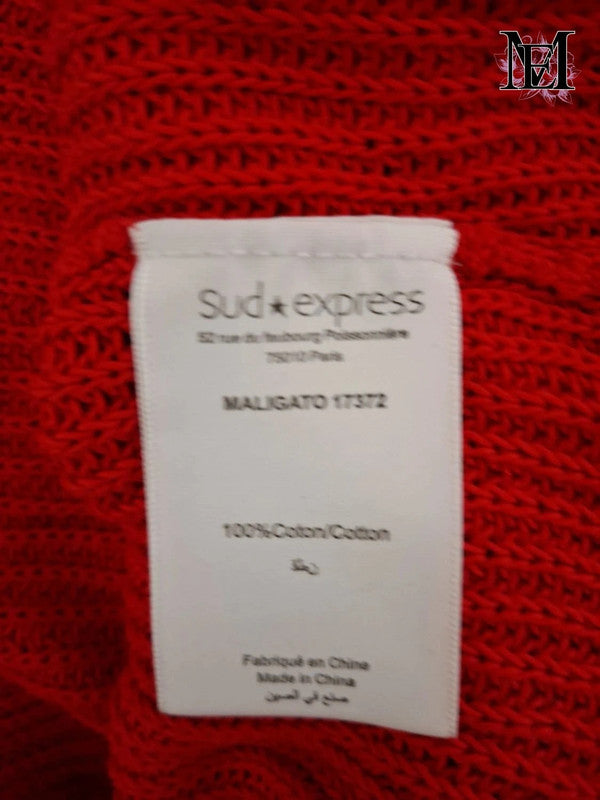 Sud★express
52 rue du faubourg Poissonnière
75010 Paris
MALIGATO 17372
100%Coton/Cotton
قطن
Fabriqué en Chine
Made in China
صنع في الصين